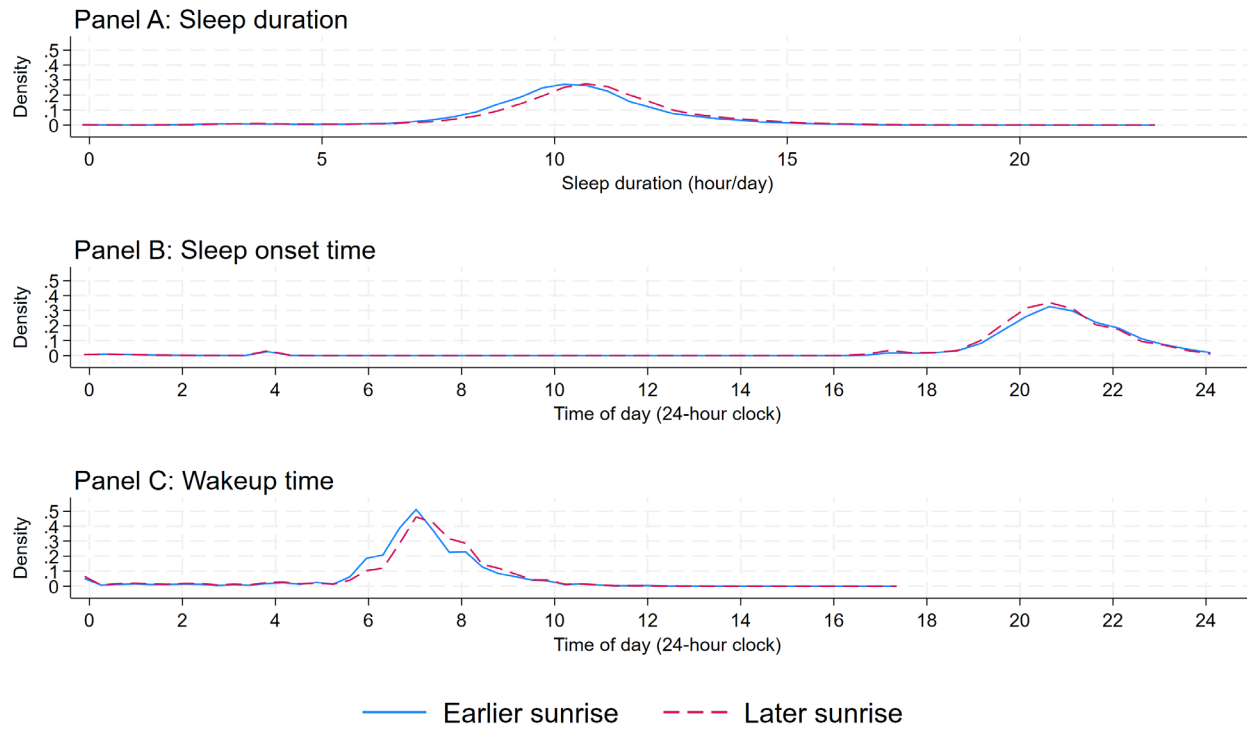 Panel A: Sleep duration
Density
.5
.4
.3
.2
.1
0
0 5 10 15 20
Sleep duration (hour/day)
Panel B: Sleep onset time
Density
.5
.4
.3
.2
.1
0
0 2 4 6 8 10 12 14 16 18 20 22 24
Time of day (24-hour clock)
Panel C: Wakeup time
Density
.5
.4
.3
.2
.1
0
0 2 4 6 8 10 12 14 16 18 20 22 24
Time of day (24-hour clock)
Earlier sunrise Later sunrise